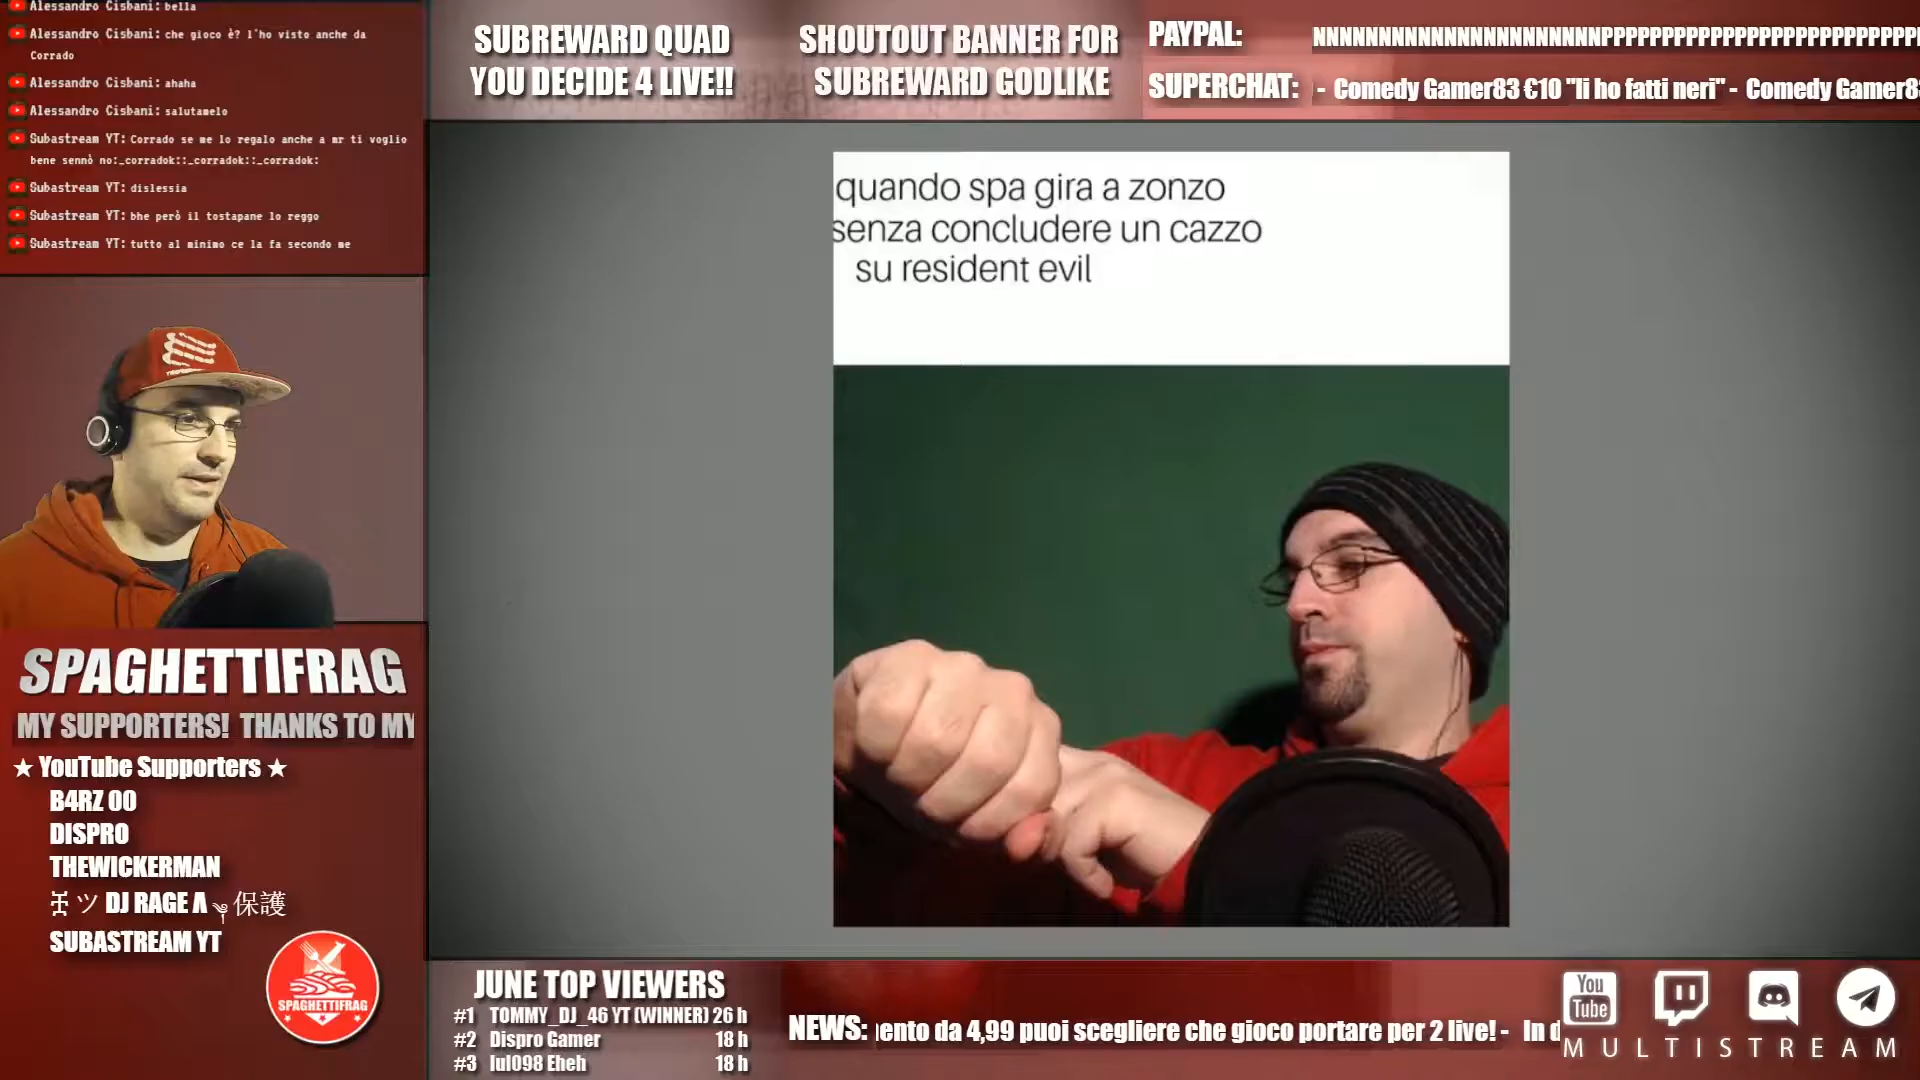 Alessandro Cisbani: bella
Alessandro Cisbani: che gioco è? l'ho visto anche da
Corrado
Alessandro Cisbani: ahaha
Alessandro Cisbani: salutamelo
Subastream YT: Corrado se me lo regalo anche a mr ti voglio
bene sennò no:_corradok::_corradok::_corradok:
Subastream YT: dislessia
Subastream YT: bhe però il tostapane lo reggo
Subastream YT: tutto al minimo ce la fa secondo me
SUBREWARD QUAD
YOU DECIDE 4 LIVE!!
SHOUTOUT BANNER FOR
SUBREWARD GODLIKE
PAYPAL:
SUPERCHAT: - Comedy Gamer83 €10 "li ho fatti neri" - Comedy Gamer83
quando spa gira a zonzo
senza concludere un cazzo
su resident evil
SPAGHETTIFRAG
MY SUPPORTERS! THANKS TO MY
★ YouTube Supporters ★
B4RZ 00
DISPRO
THEWICKERMAN
ツ DJ RAGE Λ 保護
SUBASTREAM YT
SPAGHETTIFRAG
JUNE TOP VIEWERS
#1 TOMMY_DJ_46 YT (WINNER) 26 h
#2 Dispro Gamer 18 h
#3 lul098 Eheh 18 h
NEWS: ento da 4,99 puoi scegliere che gioco portare per 2 live! - In d
You
Tube
MULTISTREAM